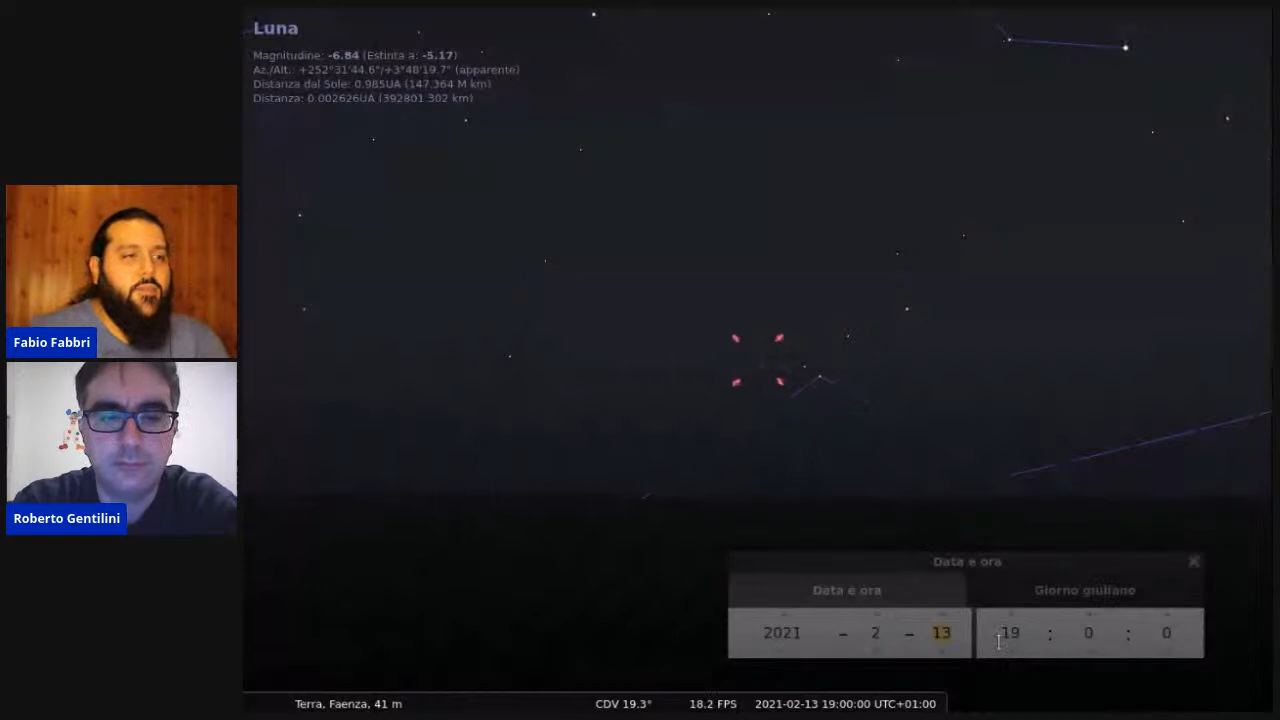 Luna
Magnitudine: -6.84 (Estinta a: -5.17)
Az./Alt.: +252°31'44.6"/+3°48'19.7" (apparente)
Distanza dal Sole: 0.985UA (147.364 M km)
Distanza: 0.002626UA (392801.302 km)
Fabio Fabbri
Roberto Gentilini
Data e ora
Data e ora
Giorno giuliano
2021 - 2 - 13
19 : 0 : 0
Terra, Faenza, 41 m
CDV 19.3°
18.2 FPS
2021-02-13 19:00:00 UTC+01:00